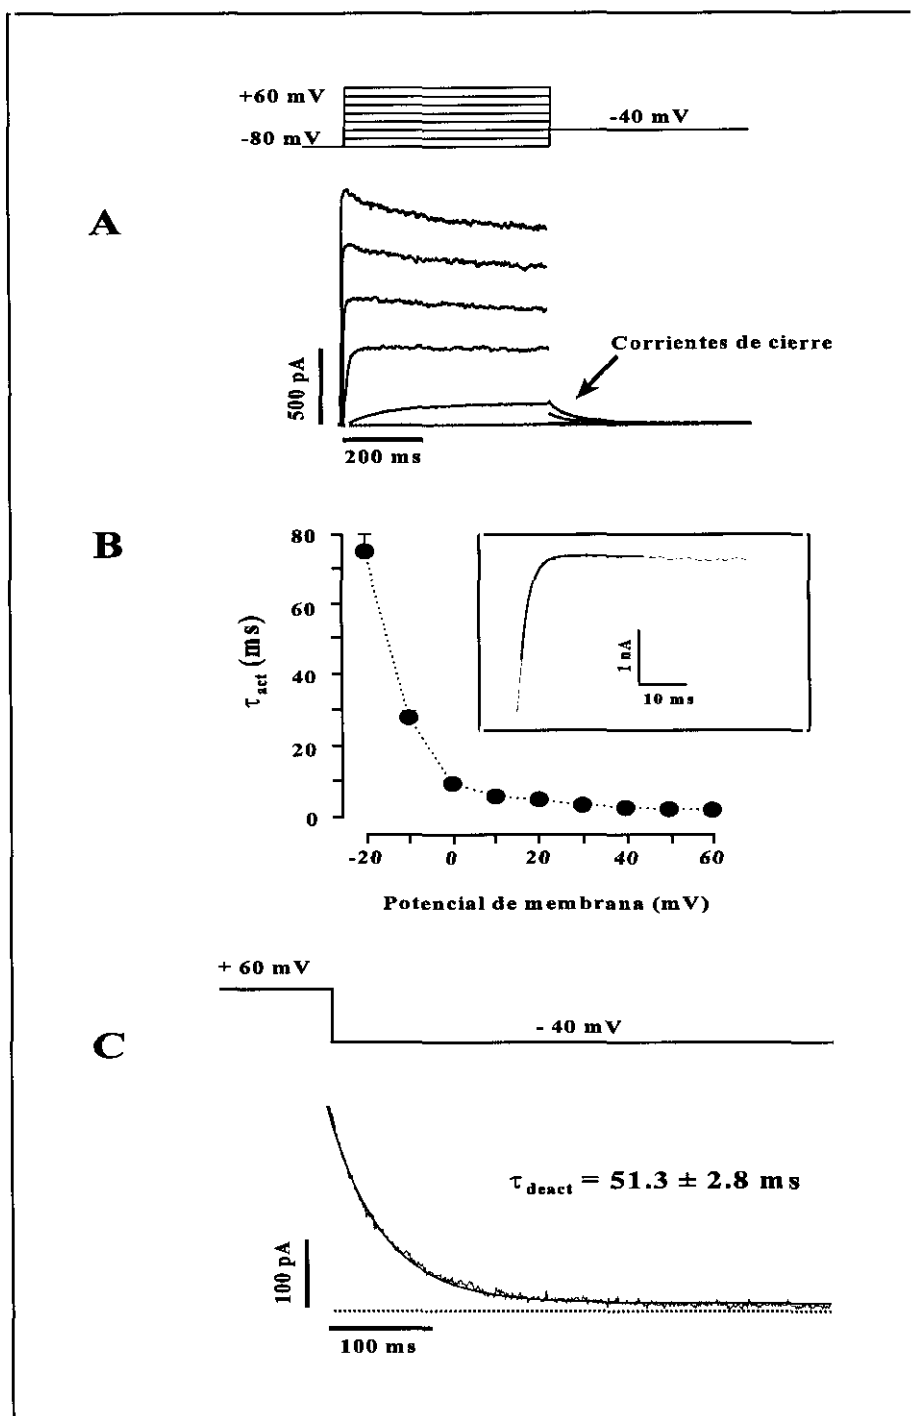 +60 mV
-40 mV
-80 mV
A
Corrientes de cierre
500 pA
200 ms
B
80
60
40
20
0
τact (ms)
1 nA
10 ms
-20 0 20 40 60
Potencial de membrana (mV)
+ 60 mV
- 40 mV
C
τdeact = 51.3 ± 2.8 ms
100 pA
100 ms